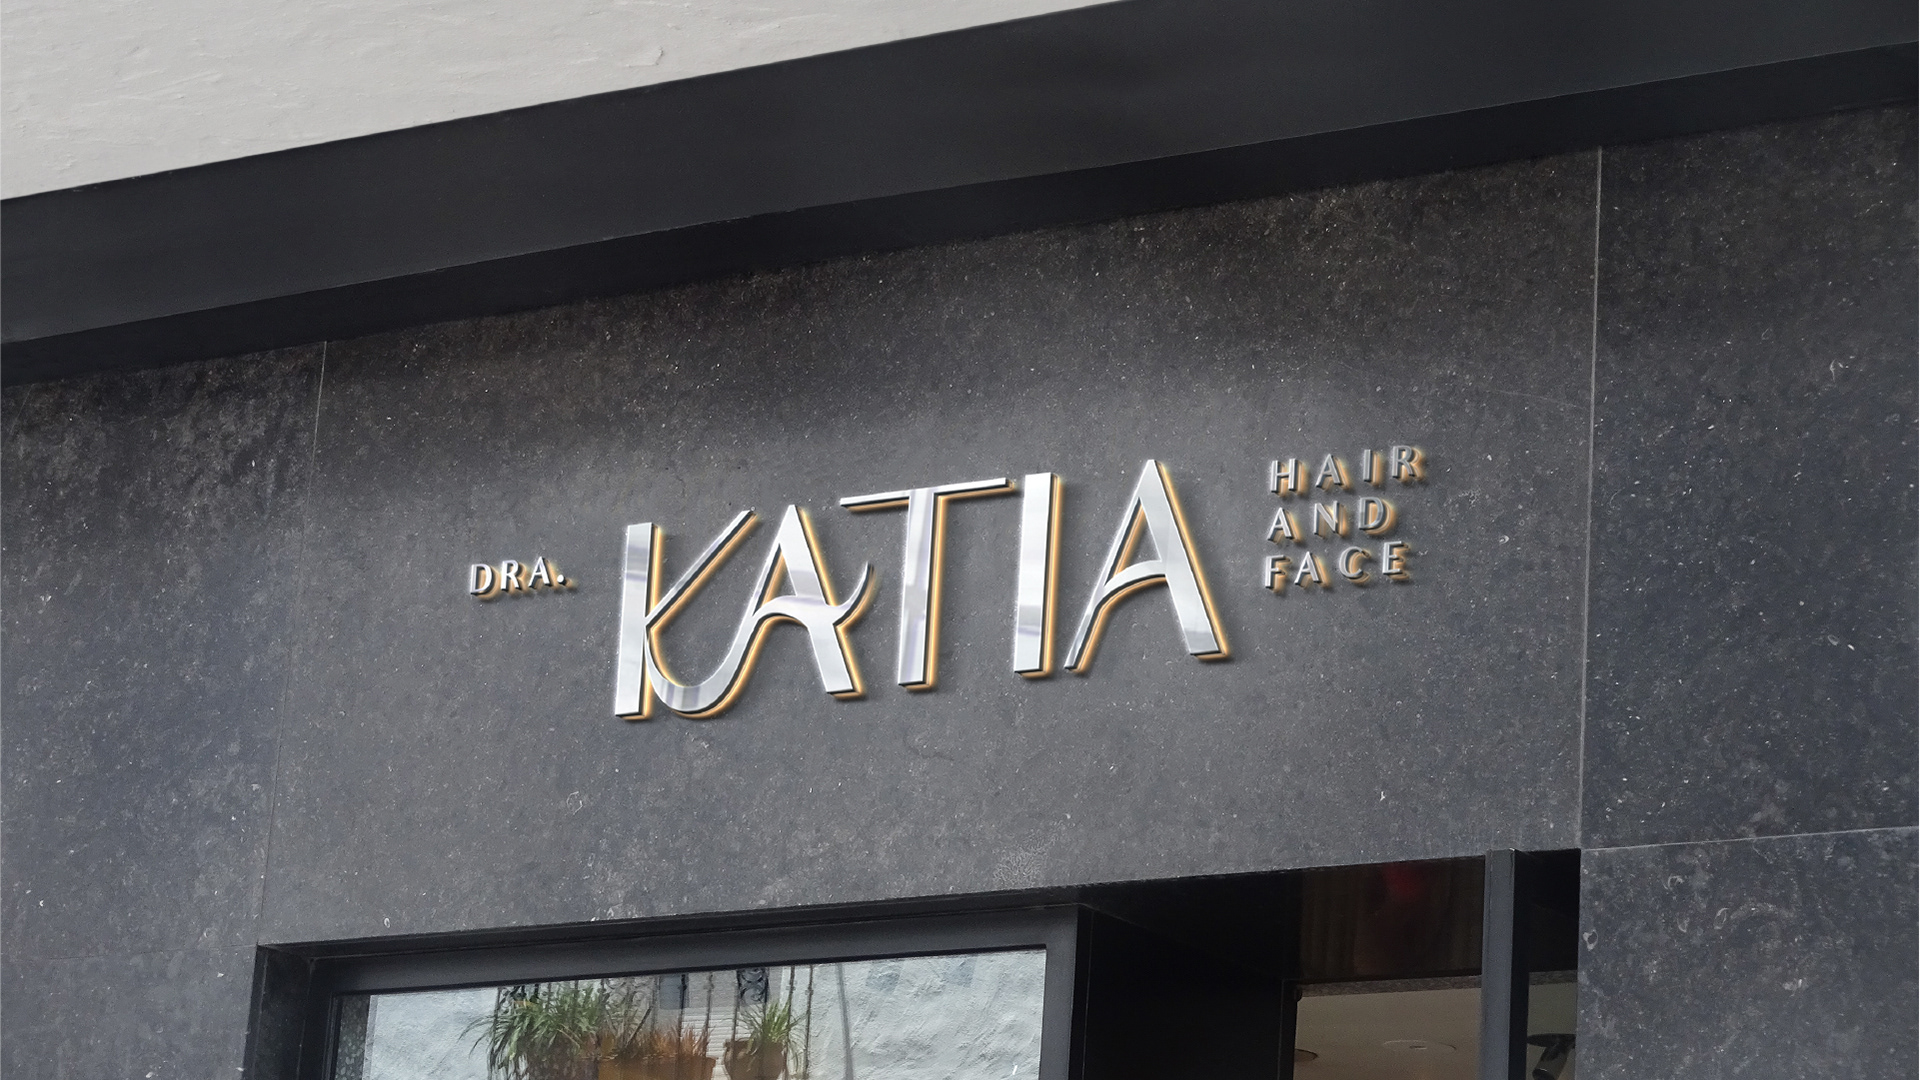 DRA.
KATIA
HAIR
AND
FACE